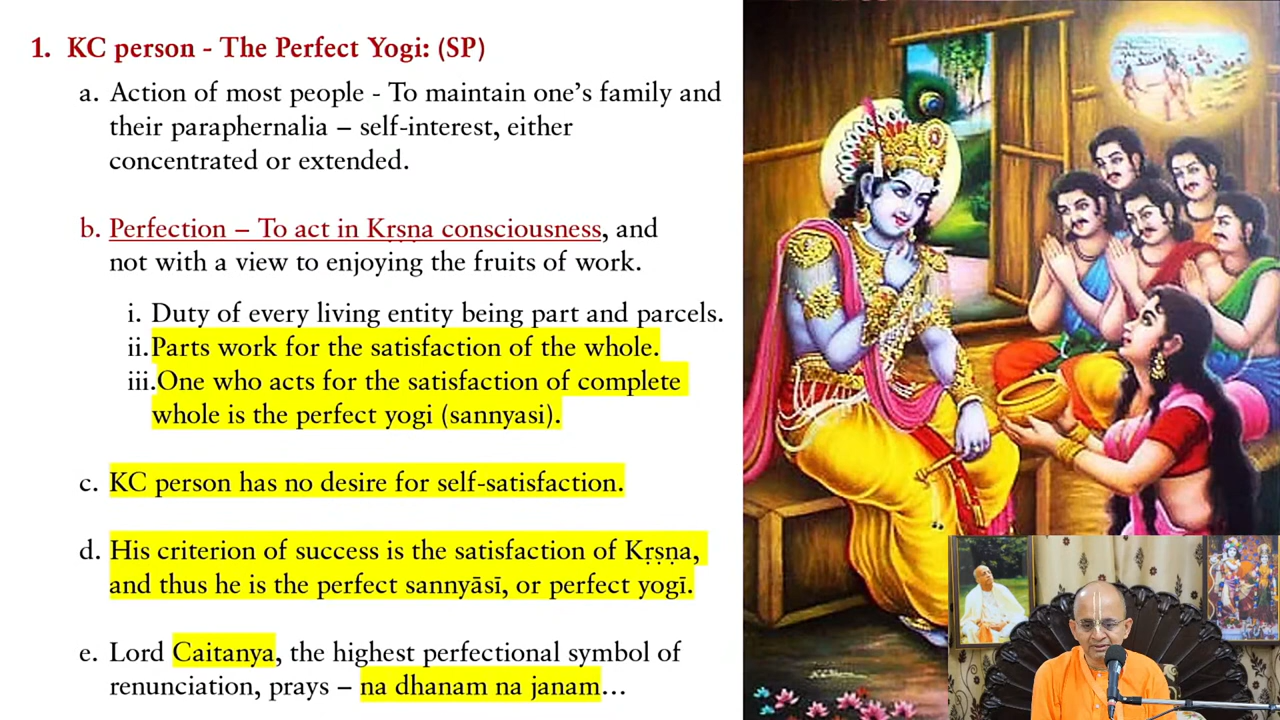 1. KC person - The Perfect Yogi: (SP)
a. Action of most people - To maintain one’s family and
their paraphernalia – self-interest, either
concentrated or extended.
b. Perfection – To act in Kṛṣṇa consciousness, and
not with a view to enjoying the fruits of work.
i. Duty of every living entity being part and parcels.
ii.Parts work for the satisfaction of the whole.
iii.One who acts for the satisfaction of complete
whole is the perfect yogi (sannyasi).
c. KC person has no desire for self-satisfaction.
d. His criterion of success is the satisfaction of Kṛṣṇa,
and thus he is the perfect sannyāsī, or perfect yogī.
e. Lord Caitanya, the highest perfectional symbol of
renunciation, prays – na dhanam na janam…